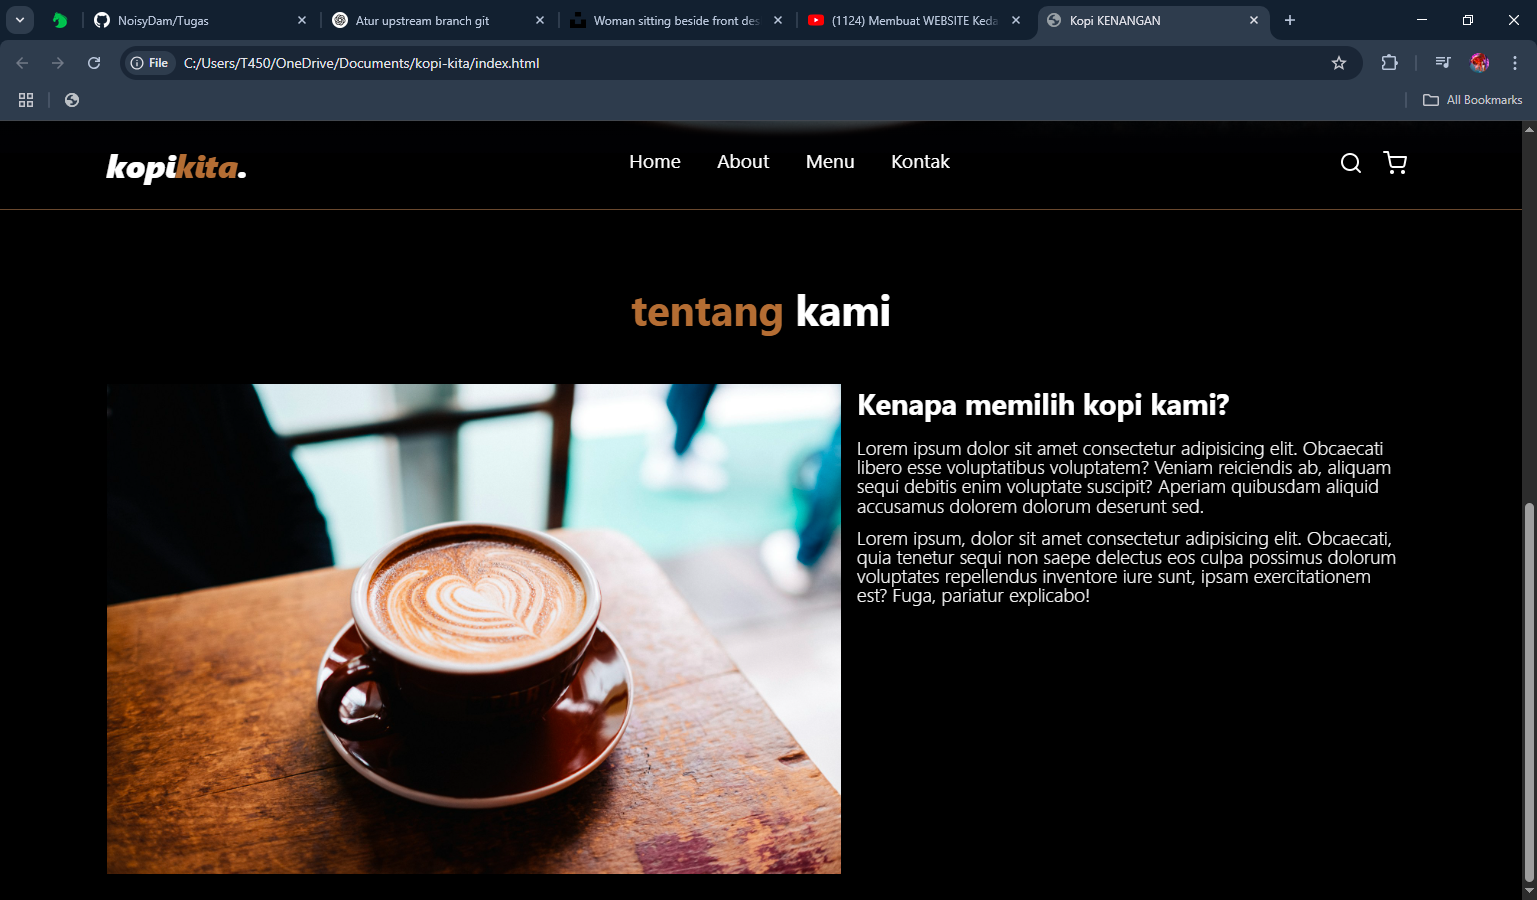 NoisyDam/Tugas
Atur upstream branch git
Woman sitting beside front des
(1124) Membuat WEBSITE Keda
Kopi KENANGAN
File
C:/Users/T450/OneDrive/Documents/kopi-kita/index.html
All Bookmarks
kopikita.
Home
About
Menu
Kontak
tentang kami
Kenapa memilih kopi kami?
Lorem ipsum dolor sit amet consectetur adipisicing elit. Obcaecati
libero esse voluptatibus voluptatem? Veniam reiciendis ab, aliquam
sequi debitis enim voluptate suscipit? Aperiam quibusdam aliquid
accusamus dolorem dolorum deserunt sed.
Lorem ipsum, dolor sit amet consectetur adipisicing elit. Obcaecati,
quia tenetur sequi non saepe delectus eos culpa possimus dolorum
voluptates repellendus inventore iure sunt, ipsam exercitationem
est? Fuga, pariatur explicabo!